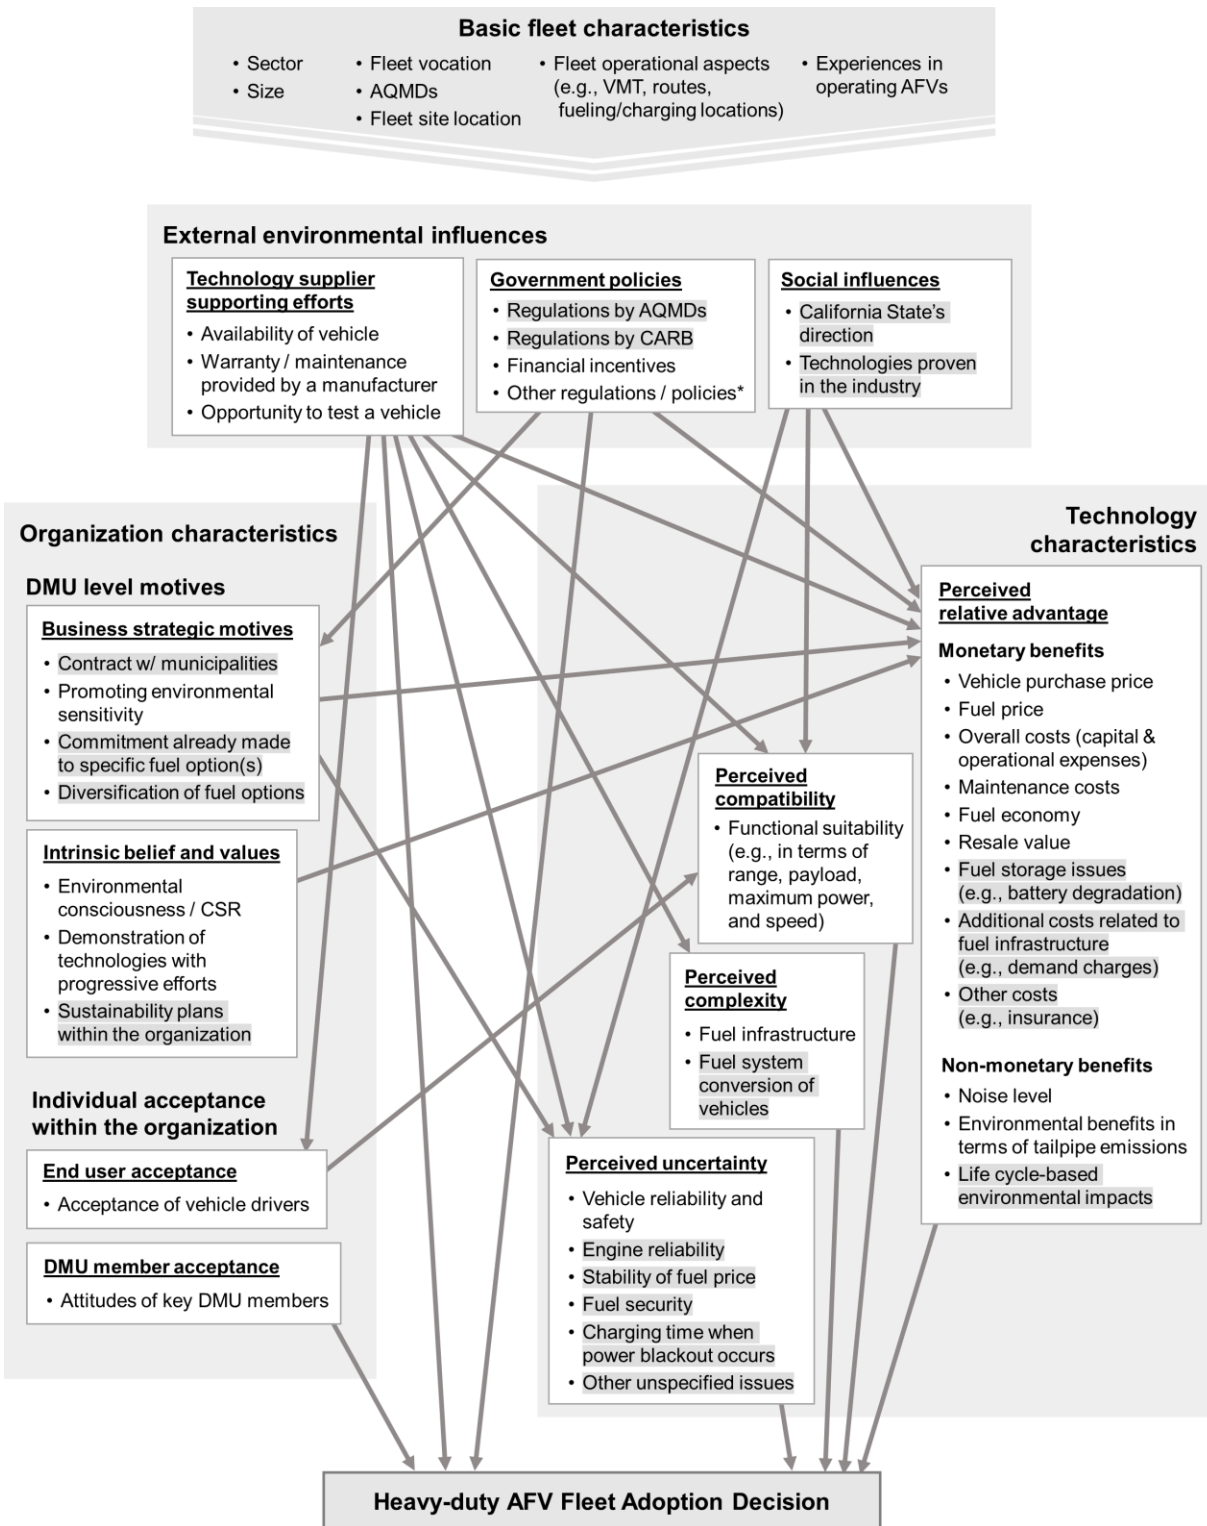 Basic fleet characteristics
• Sector
• Size
• Fleet vocation
• AQMDs
• Fleet site location
• Fleet operational aspects
(e.g., VMT, routes,
fueling/charging locations)
• Experiences in
operating AFVs
External environmental influences
Technology supplier
supporting efforts
• Availability of vehicle
• Warranty / maintenance
provided by a manufacturer
• Opportunity to test a vehicle
Government policies
• Regulations by AQMDs
• Regulations by CARB
• Financial incentives
• Other regulations / policies*
Social influences
• California State's
direction
• Technologies proven
in the industry
Organization characteristics
DMU level motives
Business strategic motives
• Contract w/ municipalities
• Promoting environmental
sensitivity
• Commitment already made
to specific fuel option(s)
• Diversification of fuel options
Intrinsic belief and values
• Environmental
consciousness / CSR
• Demonstration of
technologies with
progressive efforts
• Sustainability plans
within the organization
Individual acceptance
within the organization
End user acceptance
• Acceptance of vehicle drivers
DMU member acceptance
• Attitudes of key DMU members
Technology
characteristics
Perceived
relative advantage
Monetary benefits
• Vehicle purchase price
• Fuel price
• Overall costs (capital &
operational expenses)
• Maintenance costs
• Fuel economy
• Resale value
• Fuel storage issues
(e.g., battery degradation)
• Additional costs related to
fuel infrastructure
(e.g., demand charges)
• Other costs
(e.g., insurance)
Non-monetary benefits
• Noise level
• Environmental benefits in
terms of tailpipe emissions
• Life cycle-based
environmental impacts
Perceived
compatibility
• Functional suitability
(e.g., in terms of
range, payload,
maximum power,
and speed)
Perceived
complexity
• Fuel infrastructure
• Fuel system
conversion of
vehicles
Perceived uncertainty
• Vehicle reliability and
safety
• Engine reliability
• Stability of fuel price
• Fuel security
• Charging time when
power blackout occurs
• Other unspecified issues
Heavy-duty AFV Fleet Adoption Decision